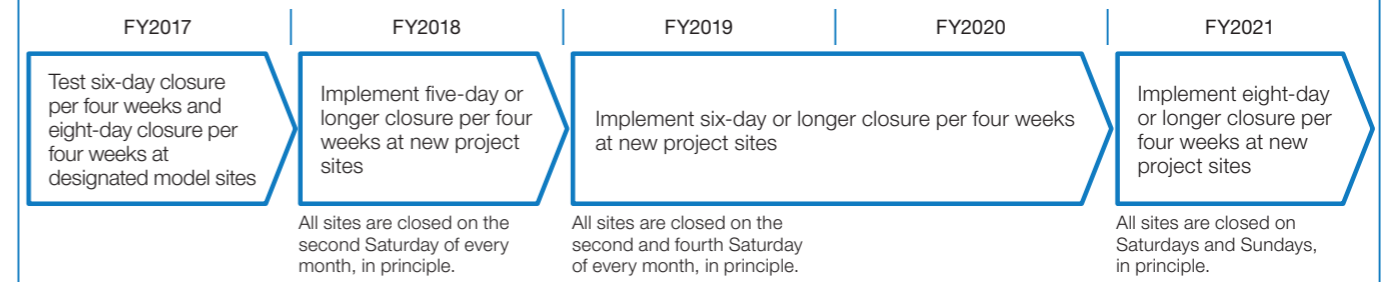 FY2017
FY2018
FY2019
FY2020
FY2021
Test six-day closure
per four weeks and
eight-day closure per
four weeks at
designated model sites
Implement five-day or
longer closure per four
weeks at new project
sites
All sites are closed on the
second Saturday of every
month, in principle.
Implement six-day or longer closure per four weeks
at new project sites
All sites are closed on the
second and fourth Saturday
of every month, in principle.
Implement eight-day
or longer closure per
four weeks at new
project sites
All sites are closed on
Saturdays and Sundays,
in principle.